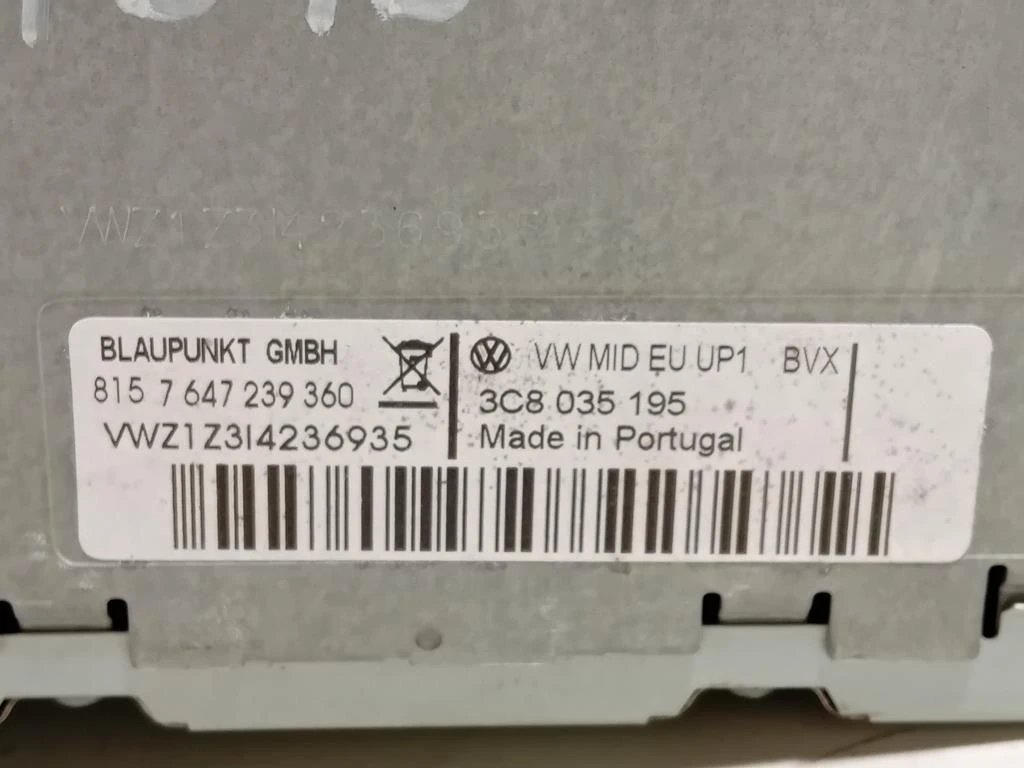 VWZ1Z3I4236935
BLAUPUNKT GMBH
815 7 647 239 360
VWZ1Z3I4236935
VW MID EU UP1 BVX
3C8 035 195
Made in Portugal